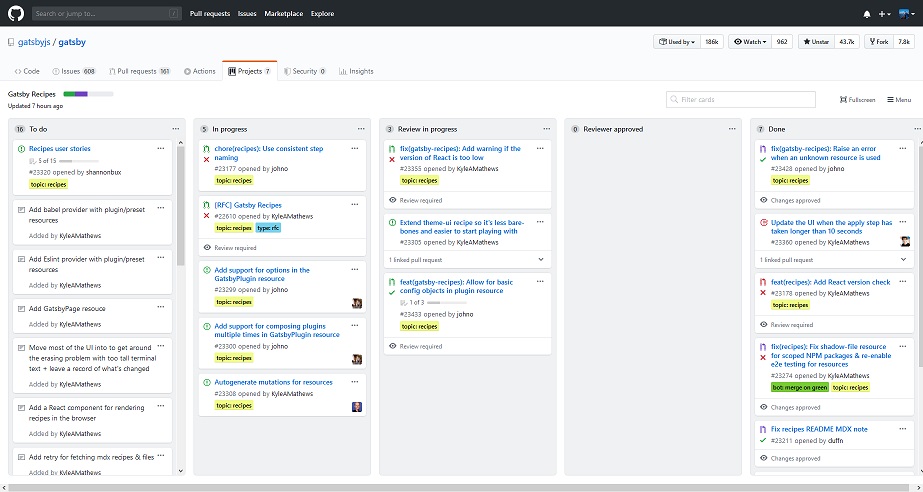 Search or jump to...
/
Pull requests Issues Marketplace Explore
gatsbyjs / gatsby
Used by 186k
Watch 962
Unstar 43.7k
Fork 7.8k
Code
Issues 608
Pull requests 161
Actions
Projects 7
Security 0
Insights
Gatsby Recipes
Updated 7 hours ago
Filter cards
Fullscreen
Menu
16 To do
Recipes user stories
5 of 15
#23320 opened by shannonbux
topic: recipes
Add babel provider with plugin/preset
resources
Added by KyleAMathews
Add Eslint provider with plugin/preset
resources
Added by KyleAMathews
Add GatsbyPage resouce
Added by KyleAMathews
Move most of the UI into to get around
the erasing problem with too tall terminal
text + leave a record of what's changed
Added by KyleAMathews
Add a React component for rendering
recipes in the browser
Added by KyleAMathews
Add retry for fetching mdx recipes & files
5 In progress
chore(recipes): Use consistent step
naming
#23177 opened by johno
topic: recipes
[RFC] Gatsby Recipes
#22610 opened by KyleAMathews
topic: recipes type: rfc
Review required
Add support for options in the
GatsbyPlugin resource
#23299 opened by johno
topic: recipes
Add support for composing plugins
multiple times in GatsbyPlugin resource
#23300 opened by johno
topic: recipes
Autogenerate mutations for resources
#23308 opened by KyleAMathews
topic: recipes
3 Review in progress
fix(gatsby-recipes): Add warning if the
version of React is too low
#23355 opened by KyleAMathews
topic: recipes
Review required
Extend theme-ui recipe so it's less bare-
bones and easier to start playing with
#23305 opened by KyleAMathews
1 linked pull request
feat(gatsby-recipes): Allow for basic
config objects in plugin resource
1 of 3
#23433 opened by johno
topic: recipes
Review required
0 Reviewer approved
7 Done
fix(gatsby-recipes): Raise an error
when an unknown resource is used
#23428 opened by johno
topic: recipes
Changes approved
Update the UI when the apply step has
taken longer than 10 seconds
#23360 opened by KyleAMathews
1 linked pull request
feat(recipes): Add React version check
#23178 opened by KyleAMathews
topic: recipes
Review required
fix(recipes): Fix shadow-file resource
for scoped NPM packages & re-enable
e2e testing for resources
#23274 opened by KyleAMathews
bot: merge on green topic: recipes
Changes approved
Fix recipes README MDX note
#23211 opened by duffn
Changes approved